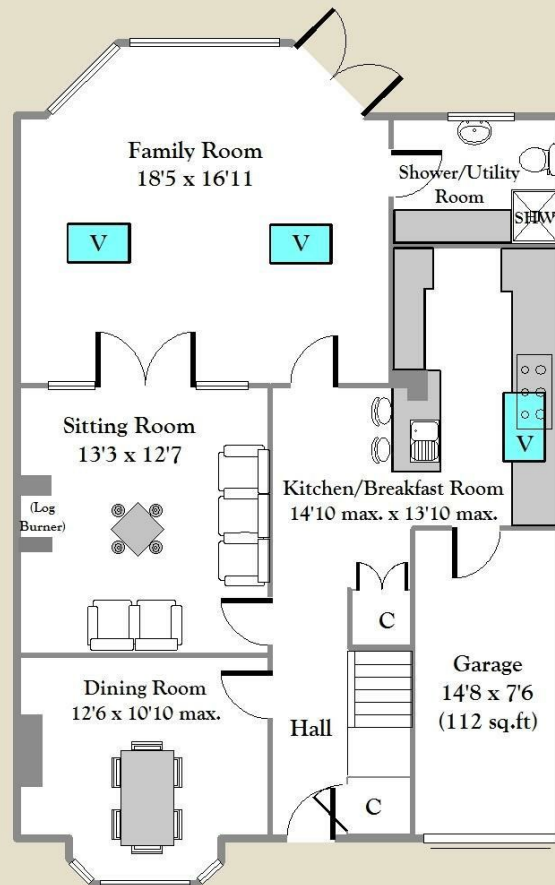 Family Room
18'5 x 16'11
Shower/Utility
Room
SHW
V
V
Sitting Room
13'3 x 12'7
(Log
Burner)
V
Kitchen/Breakfast Room
14'10 max. x 13'10 max.
C
Dining Room
12'6 x 10'10 max.
Hall
Garage
14'8 x 7'6
(112 sq.ft)
C